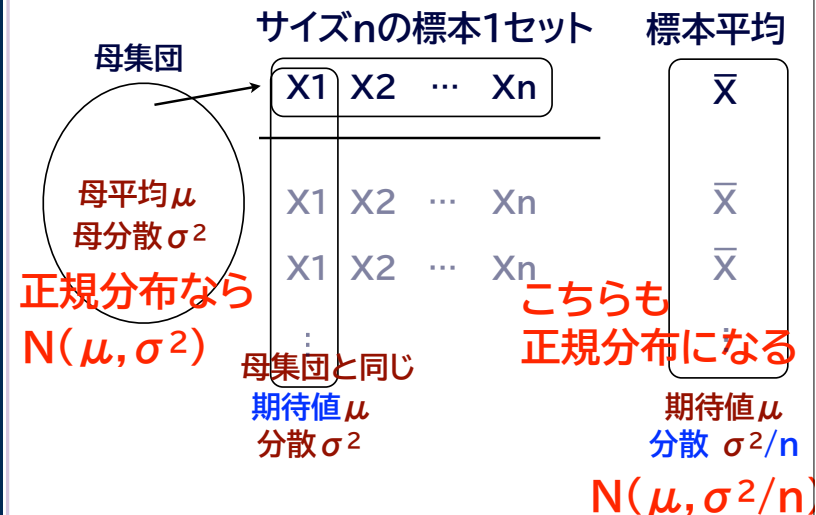 サイズnの標本1セット
標本平均
母集団
X1 X2 … Xn
X̅
母平均μ
母分散σ2
X1 X2 … Xn
X̅
X1 X2 … Xn
X̅
正規分布なら
N(μ,σ2)
こちらも
正規分布になる
⋮
⋮
母集団と同じ
期待値μ
分散σ2
期待値μ
分散 σ2/n
N(μ,σ2/n)